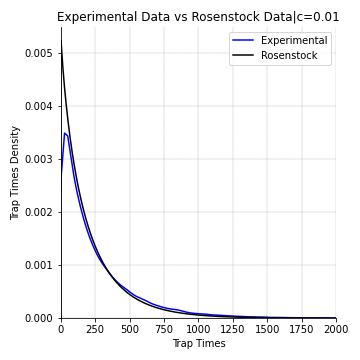 Experimental Data vs Rosenstock Data|c=0.01
Experimental
Rosenstock
Trap Times Density
0.005
0.004
0.003
0.002
0.001
0.000
0 250 500 750 1000 1250 1500 1750 2000
Trap Times